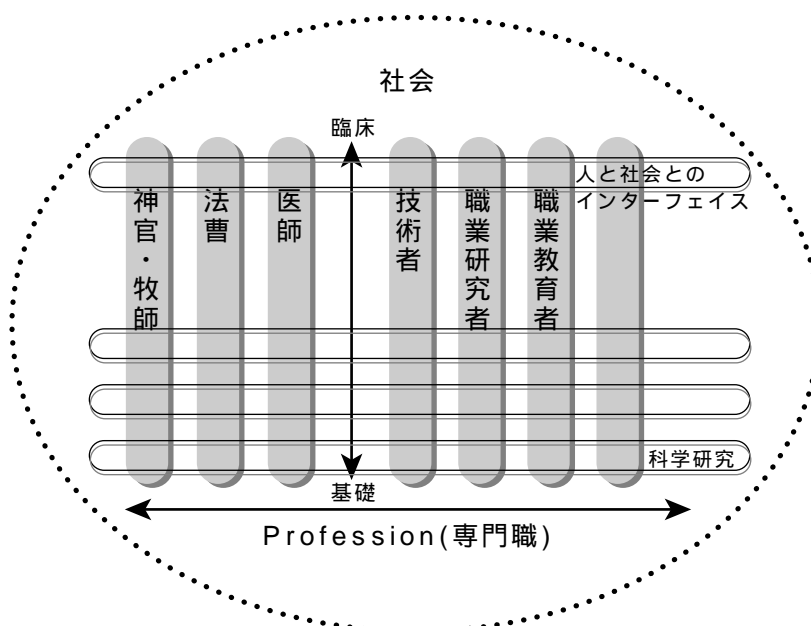 社会
臨床
人と社会との
インターフェイス
神官・牧師
法曹
医師
技術者
職業研究者
職業教育者
科学研究
基礎
Profession(専門職)